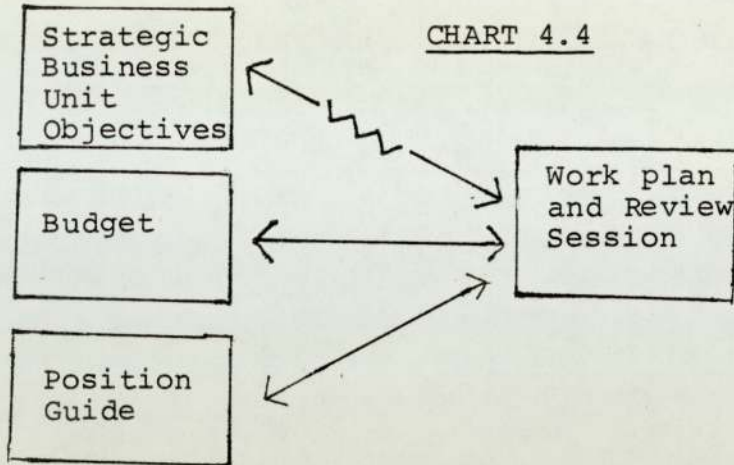 CHART 4.4
Strategic
Business
Unit
Objectives
Budget
Position
Guide
Work plan
and Review
Session